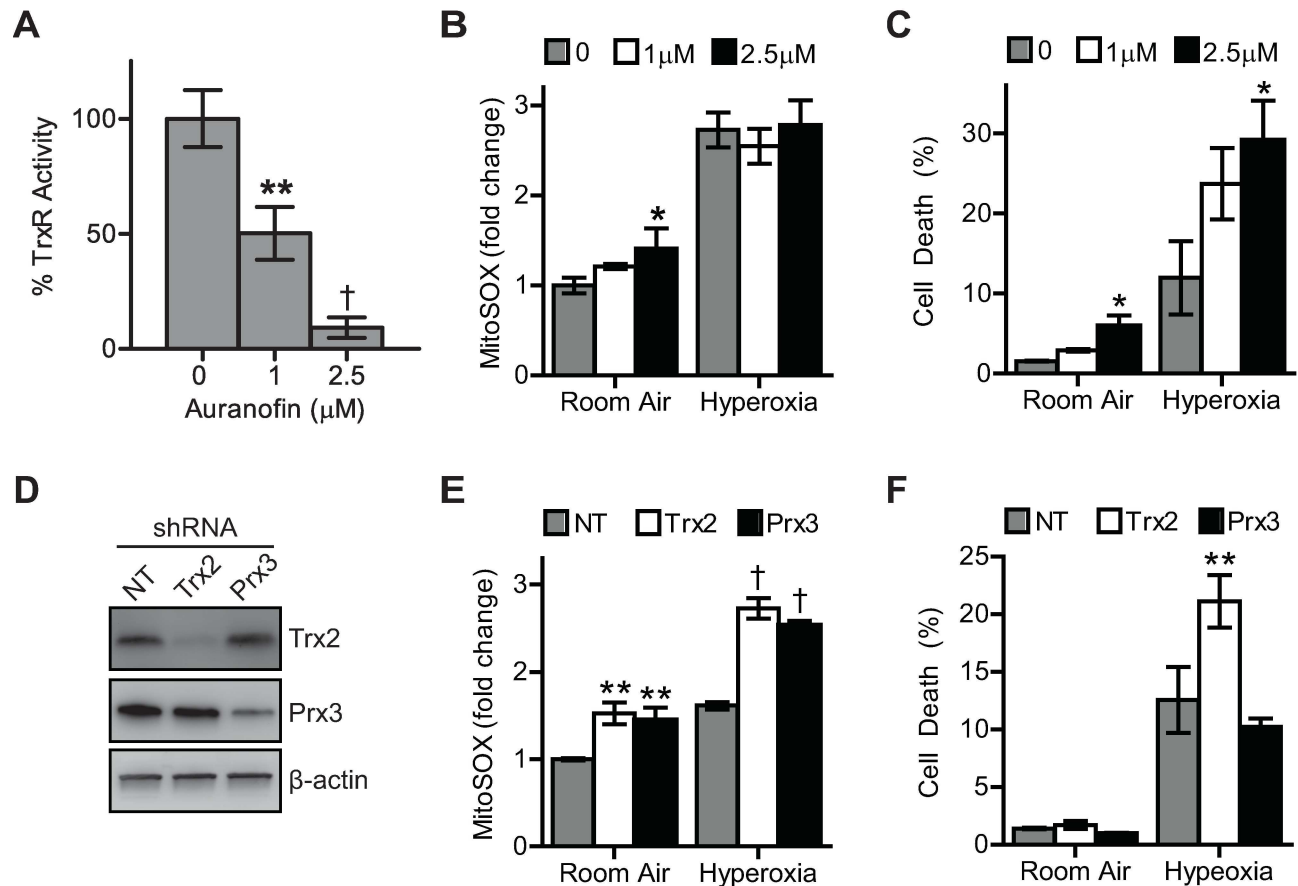 A
% TrxR Activity
100
50
0
**
†
0 1 2.5
Auranofin (μM)
B
0 1μM 2.5μM
MitoSOX (fold change)
3
2
1
0
*
Room Air Hyperoxia
C
0 1μM 2.5μM
Cell Death (%)
30
20
10
0
*
*
Room Air Hyperoxia
D
shRNA
NT Trx2 Prx3
Trx2
Prx3
β-actin
E
NT Trx2 Prx3
MitoSOX (fold change)
3
2
1
0
** **
† †
Room Air Hyperoxia
F
NT Trx2 Prx3
Cell Death (%)
25
20
15
10
5
0
**
Room Air Hyperoxia